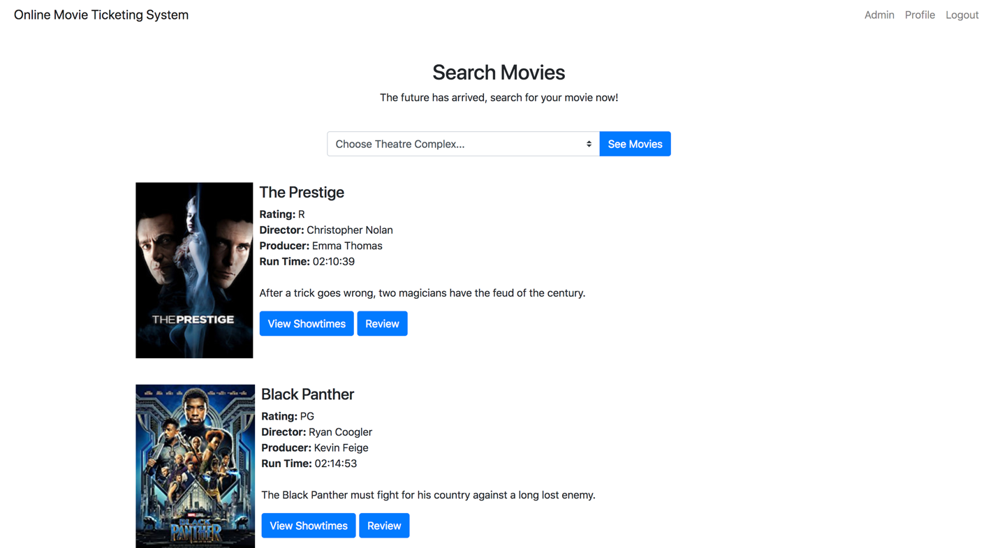 Online Movie Ticketing System
Admin Profile Logout
Search Movies
The future has arrived, search for your movie now!
Choose Theatre Complex...
See Movies
The Prestige
Rating: R
Director: Christopher Nolan
Producer: Emma Thomas
Run Time: 02:10:39
After a trick goes wrong, two magicians have the feud of the century.
View Showtimes
Review
THE PRESTIGE
Black Panther
Rating: PG
Director: Ryan Coogler
Producer: Kevin Feige
Run Time: 02:14:53
The Black Panther must fight for his country against a long lost enemy.
View Showtimes
Review
BLACK
PANTHER